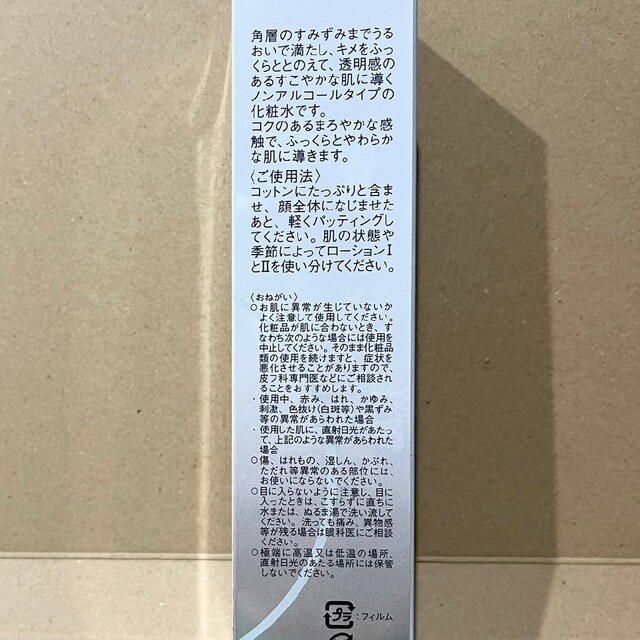 角層のすみずみまでうる
おいで満たし、キメをふっ
くらととのえて、透明感の
あるすこやかな肌に導く
ノンアルコールタイプの
化粧水です。
コクのあるまろやかな感
触で、ふっくらとやわらか
な肌に導きます。
〈ご使用法〉
コットンにたっぷりと含ま
せ、顔全体になじませた
あと、軽くパッティングし
てください。肌の状態や
季節によってローションⅠ
とⅡを使い分けてください。
〈おねがい〉
○お肌に異常が生じていないか
よく注意して使用してください。
化粧品が肌に合わないとき、す
なわち次のような場合には使用を
中止してください。そのまま化粧品
類の使用を続けますと、症状を
悪化させることがありますので、
皮フ科専門医などにご相談され
ることをおすすめします。
・使用中、赤み、はれ、かゆみ、
刺激、色抜け(白斑等)や黒ずみ
等の異常があらわれた場合
・使用した肌に、直射日光があたっ
て、上記のような異常があらわれた
場合
○傷、はれもの、湿しん、かぶれ、
ただれ等異常のある部位には、
お使いにならないでください。
○目に入らないように注意し、目に
入ったときは、こすらずに直ちに
水または、ぬるま湯で洗い流して
ください。洗っても痛み、異物感
等が残る場合は眼科医にご相談
ください。
○極端に高温又は低温の場所、
直射日光のあたる場所には保管
しないでください。
プラ:フィルム